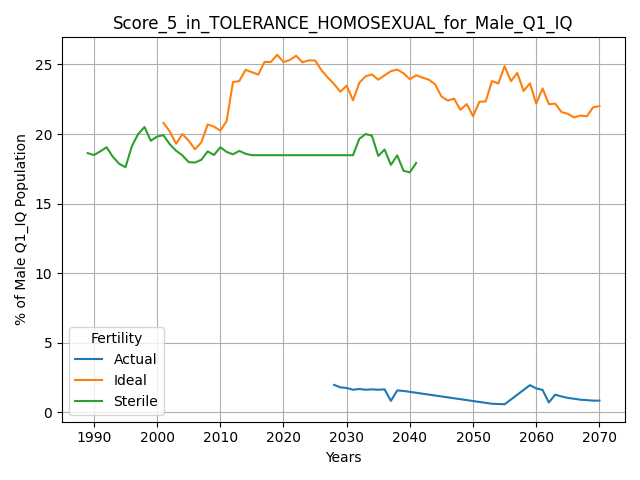 Score_5_in_TOLERANCE_HOMOSEXUAL_for_Male_Q1_IQ
% of Male Q1_IQ Population
25
20
15
10
5
0
Fertility
Actual
Ideal
Sterile
1990 2000 2010 2020 2030 2040 2050 2060 2070
Years